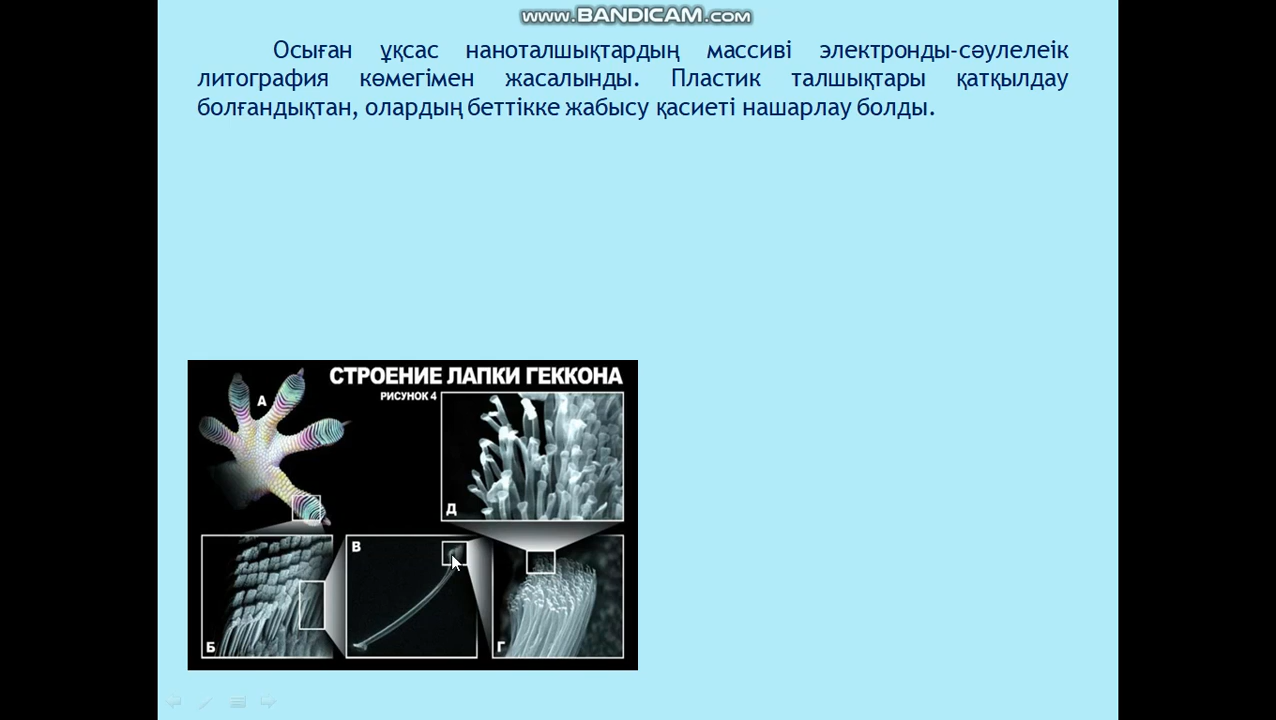 www.BANDICAM.com
Осыған ұқсас наноталшықтардың массиві электронды-сәулелеік
литография көмегімен жасалынды. Пластик талшықтары қатқылдау
болғандықтан, олардың беттікке жабысу қасиеті нашарлау болды.
СТРОЕНИЕ ЛАПКИ ГЕККОНА
РИСУНОК 4
А
Д
Б
В
Г